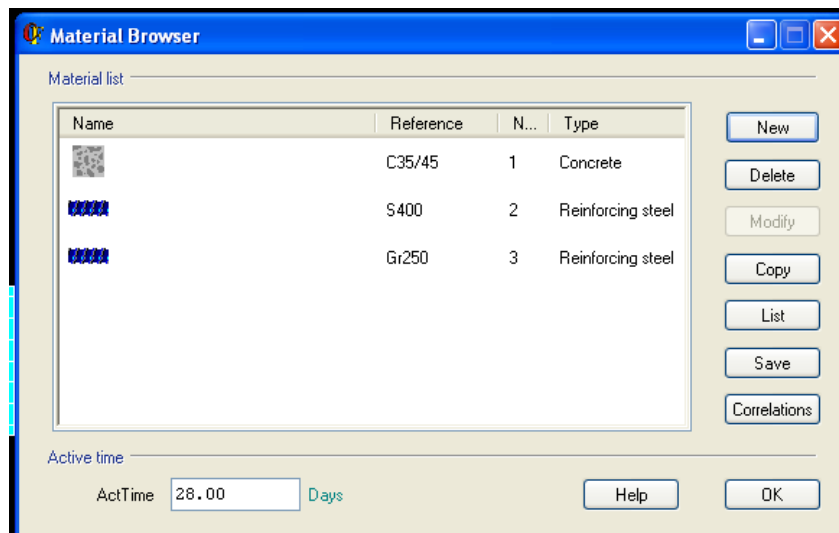 Material Browser
Material list
Name Reference N... Type
New
C35/45 1 Concrete
Delete
S400 2 Reinforcing steel
Modify
Gr250 3 Reinforcing steel
Copy
List
Save
Correlations
Active time
ActTime 28.00 Days Help OK